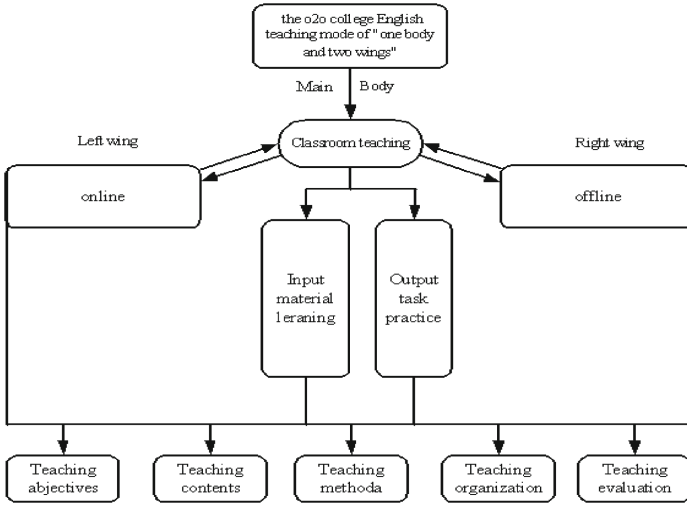 the o2o college English
teaching mode of "one body
and two wings"
Main Body
Left wing
Classroom teaching
Right wing
online
offline
Input
material
leraning
Output
task
practice
Teaching
objectives
Teaching
contents
Teaching
methoda
Teaching
organization
Teaching
evaluation